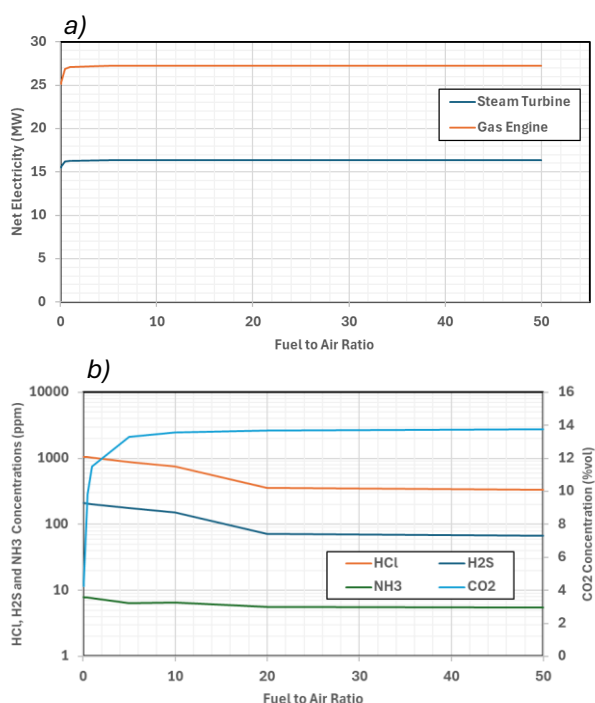 a)
30
25
20
15
10
5
0
Net Electricity (MW)
Steam Turbine
Gas Engine
0 10 20 30 40 50
Fuel to Air Ratio
b)
10000
1000
100
10
1
HCl, H2S and NH3 Concentrations (ppm)
16
14
12
10
8
6
4
2
0
CO2 Concentration (%vol)
HCl H2S
NH3 CO2
0 10 20 30 40 50
Fuel to Air Ratio